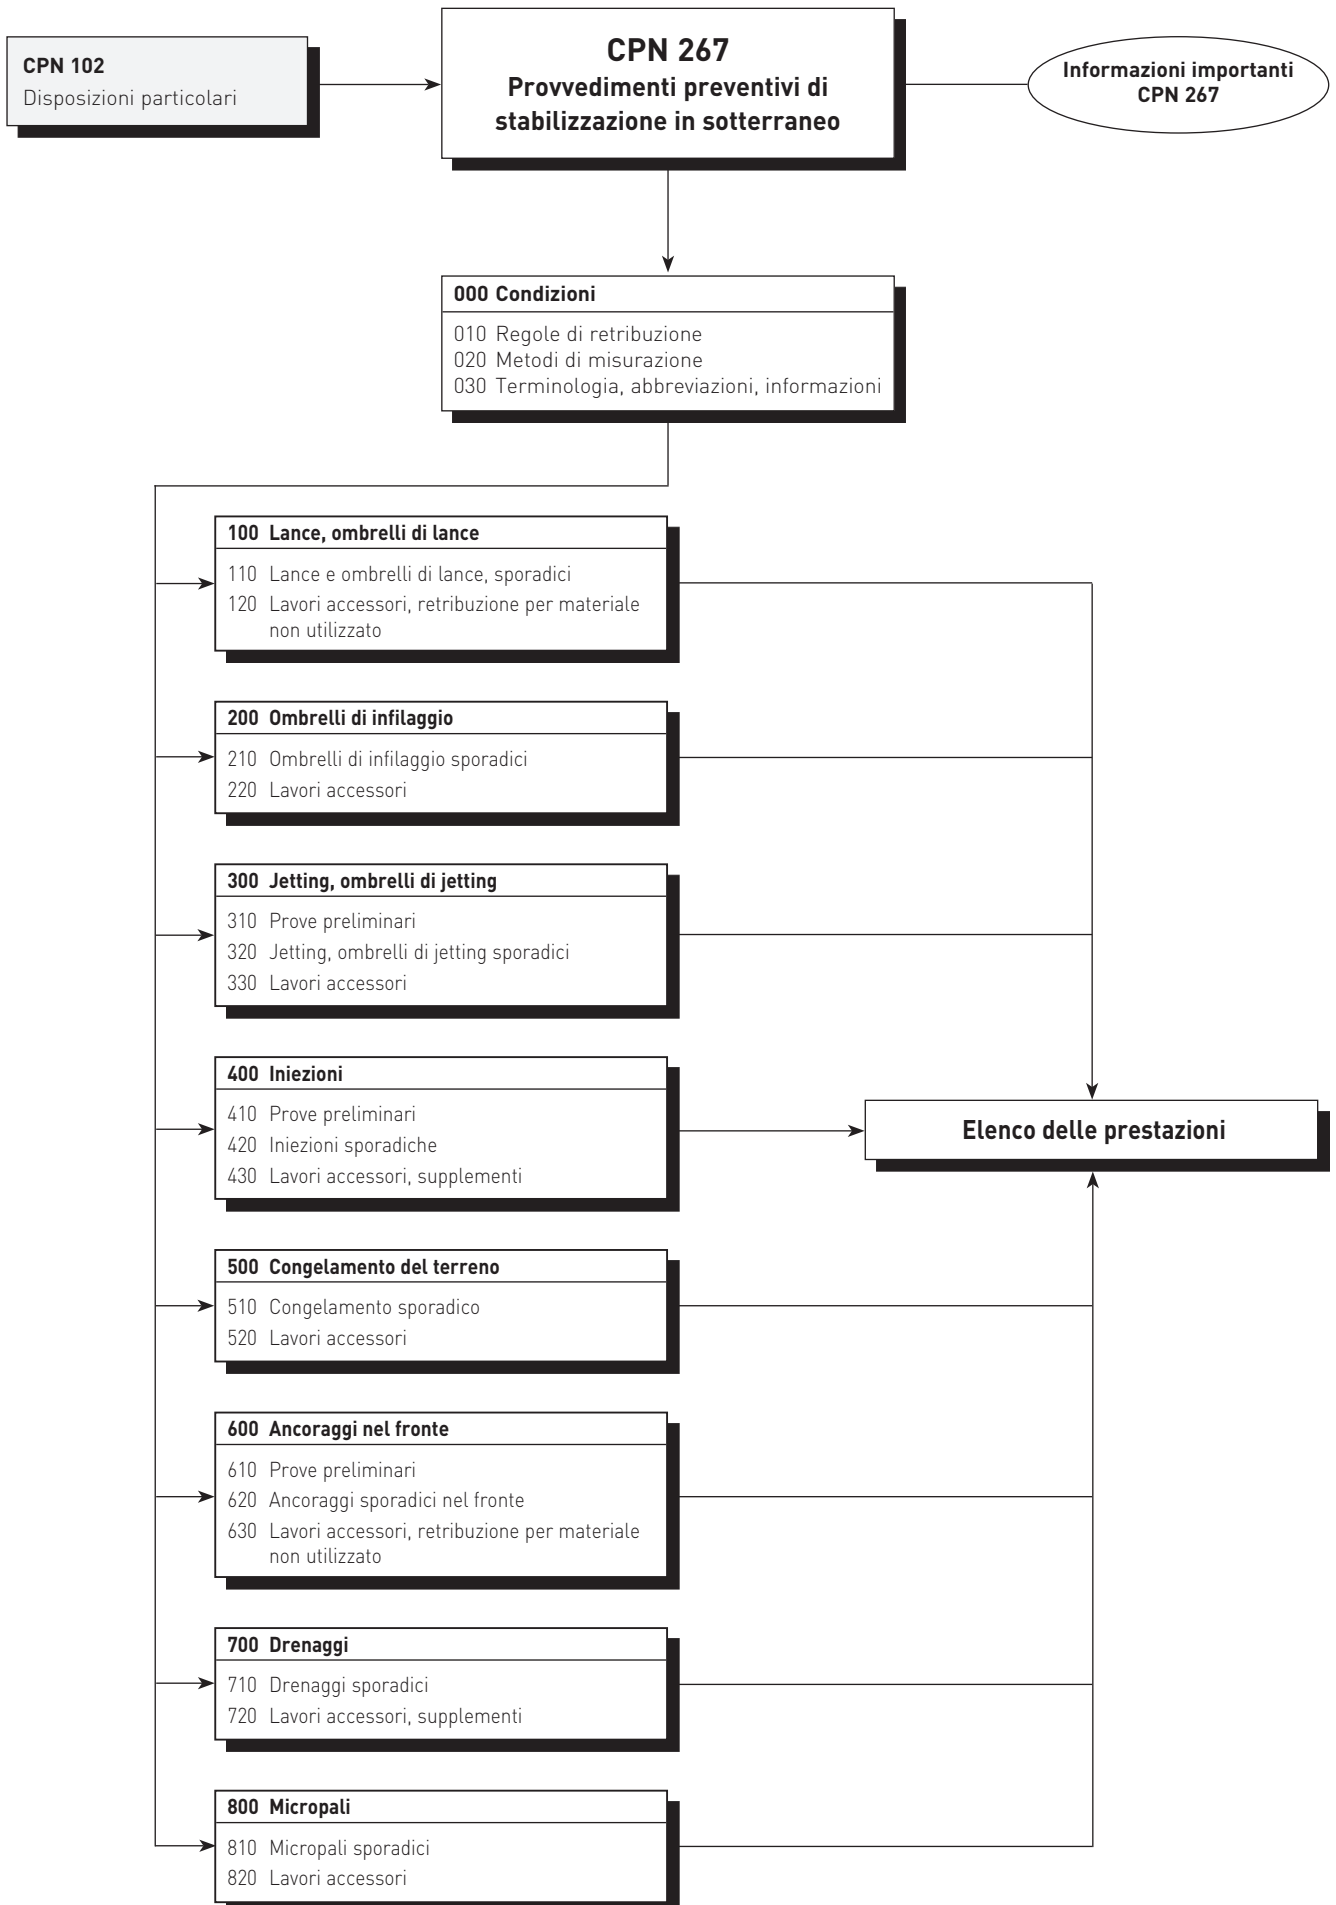 CPN 102
Disposizioni particolari
CPN 267
Provvedimenti preventivi di
stabilizzazione in sotterraneo
Informazioni importanti
CPN 267
000 Condizioni
010 Regole di retribuzione
020 Metodi di misurazione
030 Terminologia, abbreviazioni, informazioni
100 Lance, ombrelli di lance
110 Lance e ombrelli di lance, sporadici
120 Lavori accessori, retribuzione per materiale
non utilizzato
200 Ombrelli di infilaggio
210 Ombrelli di infilaggio sporadici
220 Lavori accessori
300 Jetting, ombrelli di jetting
310 Prove preliminari
320 Jetting, ombrelli di jetting sporadici
330 Lavori accessori
400 Iniezioni
410 Prove preliminari
420 Iniezioni sporadiche
430 Lavori accessori, supplementi
Elenco delle prestazioni
500 Congelamento del terreno
510 Congelamento sporadico
520 Lavori accessori
600 Ancoraggi nel fronte
610 Prove preliminari
620 Ancoraggi sporadici nel fronte
630 Lavori accessori, retribuzione per materiale
non utilizzato
700 Drenaggi
710 Drenaggi sporadici
720 Lavori accessori, supplementi
800 Micropali
810 Micropali sporadici
820 Lavori accessori